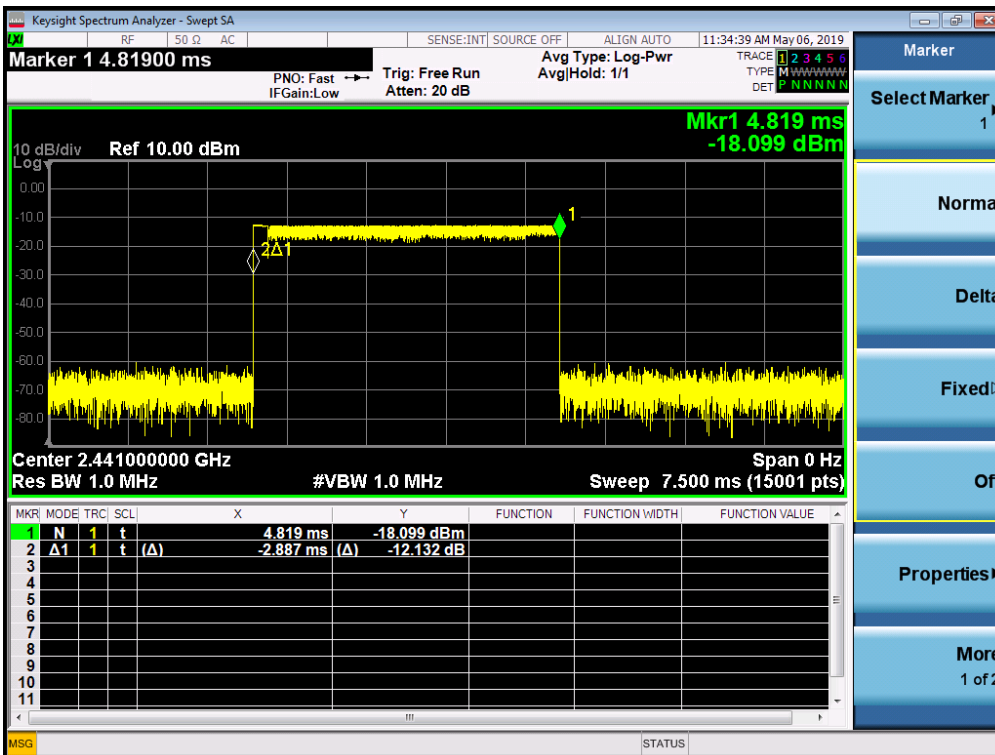 Keysight Spectrum Analyzer - Swept SA
LXI RF 50 Ω AC SENSE:INT SOURCE OFF ALIGN AUTO 11:34:39 AM May 06, 2019
Marker 1 4.81900 ms
PNO: Fast
IFGain:Low
Trig: Free Run
Atten: 20 dB
Avg Type: Log-Pwr
Avg|Hold: 1/1
TRACE 1 2 3 4 5 6
TYPE M WWWWW
DET P N N N N N
Mkr1 4.819 ms
-18.099 dBm
10 dB/div Ref 10.00 dBm
Log
0.00
-10.0
-20.0
-30.0
-40.0
-50.0
-60.0
-70.0
-80.0
1
2Δ1
Center 2.441000000 GHz Span 0 Hz
Res BW 1.0 MHz #VBW 1.0 MHz Sweep 7.500 ms (15001 pts)
MKR MODE TRC SCL X Y FUNCTION FUNCTION WIDTH FUNCTION VALUE
1 N 1 t 4.819 ms -18.099 dBm
2 Δ1 1 t (Δ) -2.887 ms (Δ) -12.132 dB
3
4
5
6
7
8
9
10
11
MSG STATUS
Marker
Select Marker
1
Norma
Delta
Fixed
Of
Properties
More
1 of 2